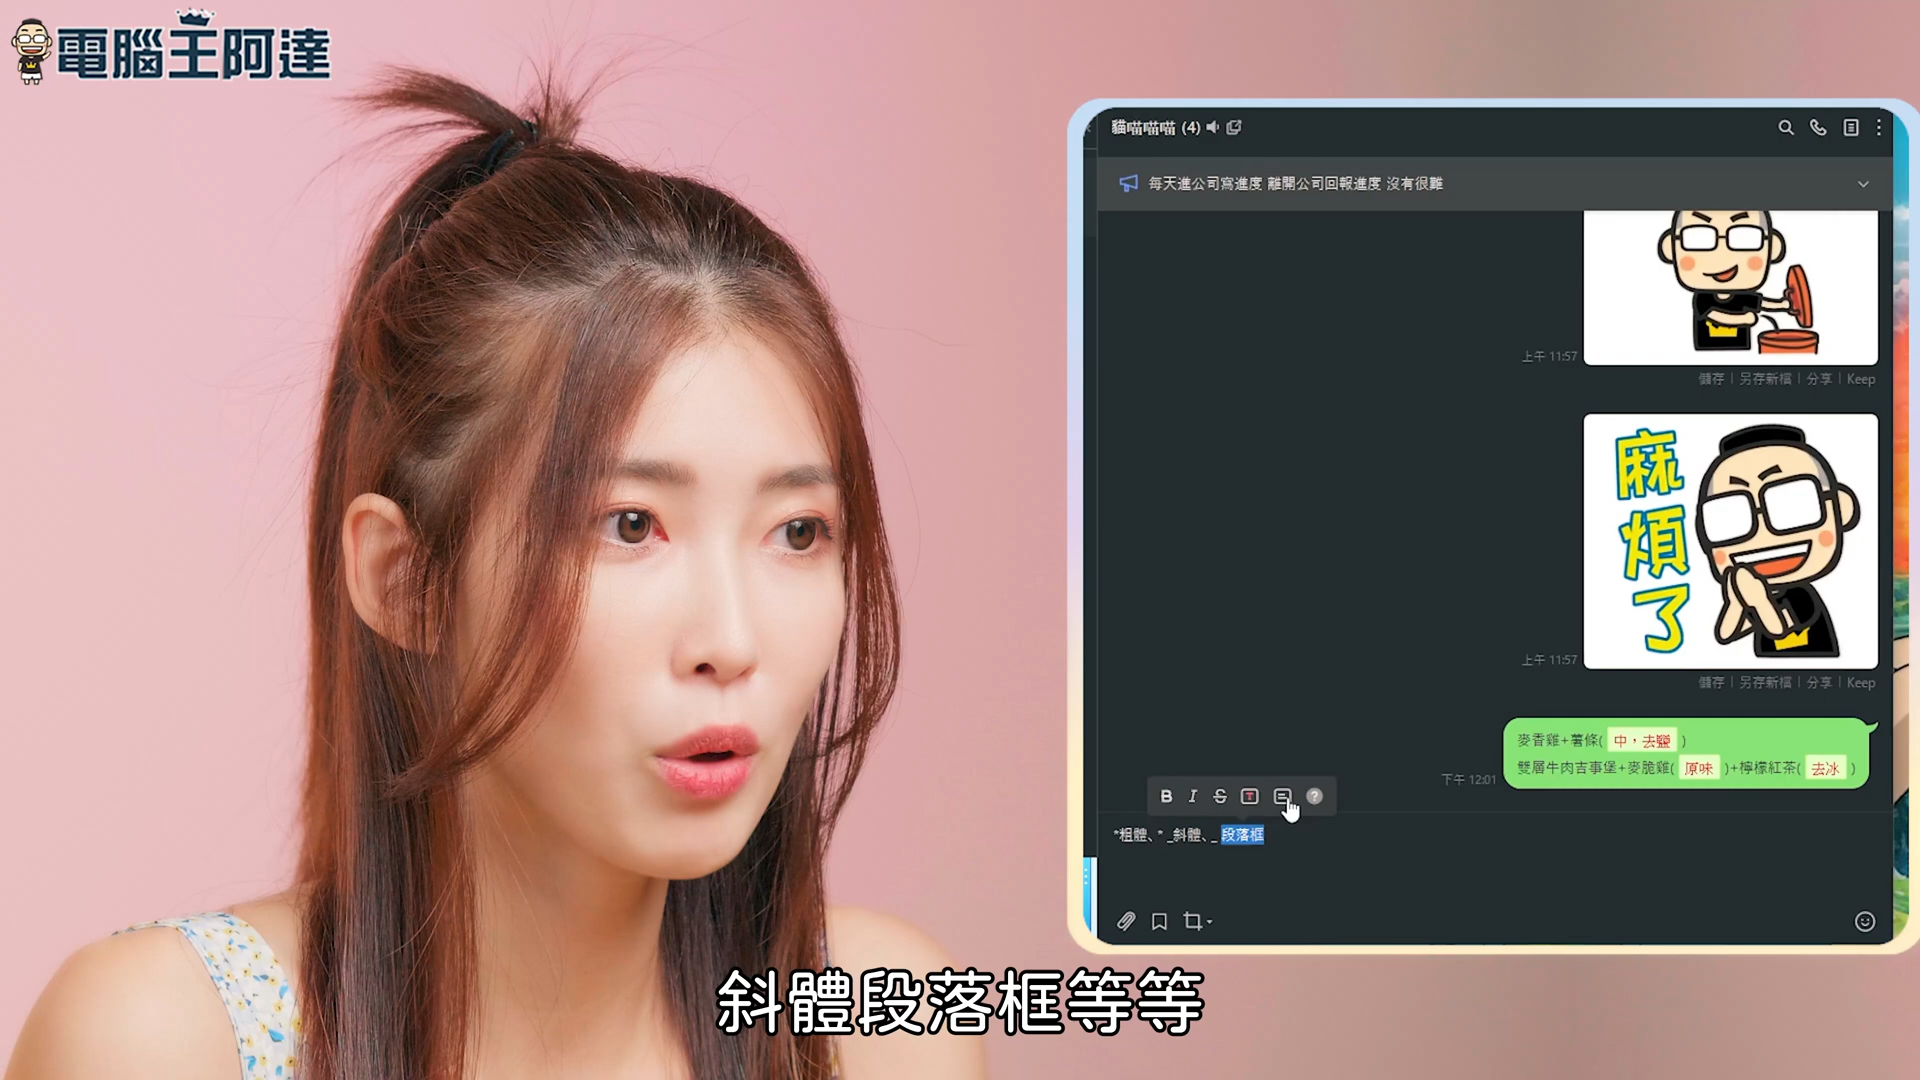 電腦王阿達
貓喵喵喵 (4)
每天進公司寫進度 離開公司回報進度 沒有很難
上午 11:57
儲存 | 另存新檔 | 分享 | Keep
麻煩了
上午 11:57
儲存 | 另存新檔 | 分享 | Keep
麥香雞+薯條( 中，去鹽 )
雙層牛肉吉事堡+麥脆雞( 原味 )+檸檬紅茶( 去冰 )
下午 12:01
B I S T ?
*粗體、* _斜體、_ 段落框
斜體段落框等等